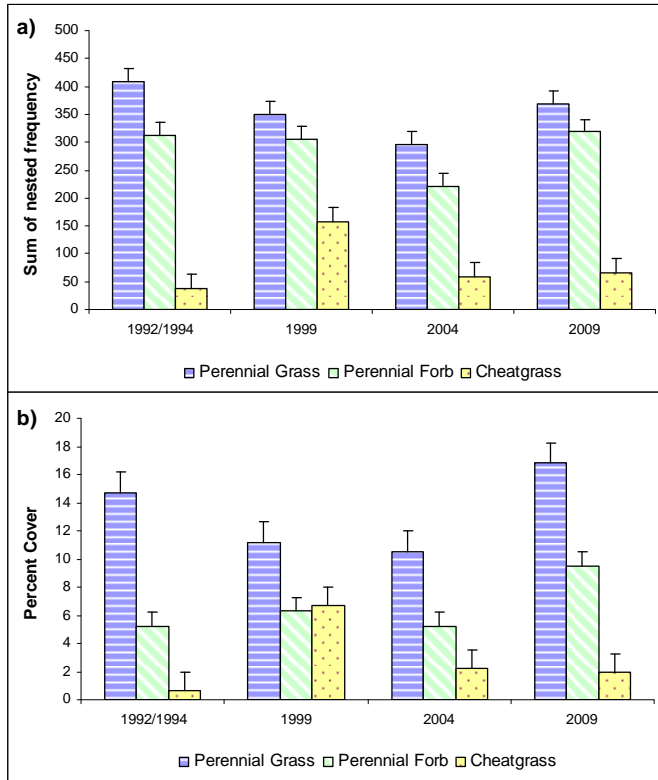 a)
500
450
400
350
300
250
200
150
100
50
0
Sum of nested frequency
1992/1994 1999 2004 2009
Perennial Grass Perennial Forb Cheatgrass
b)
20
18
16
14
12
10
8
6
4
2
0
Percent Cover
1992/1994 1999 2004 2009
Perennial Grass Perennial Forb Cheatgrass